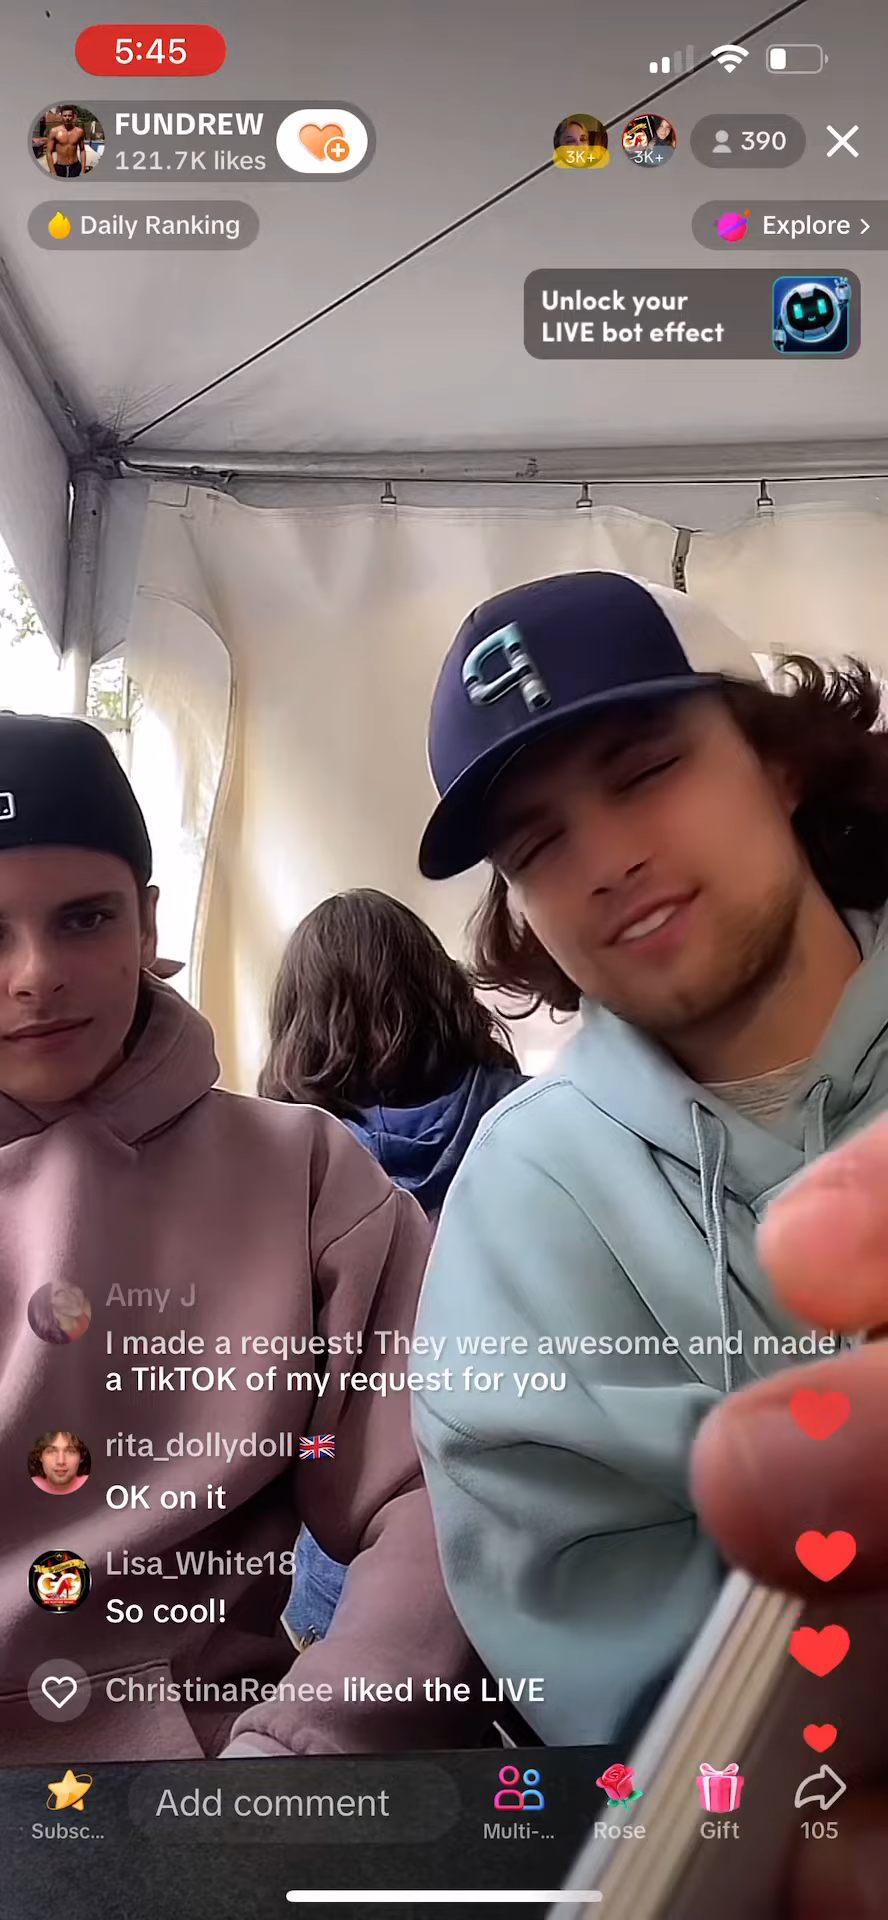 5:45
FUNDREW
121.7K likes
3K+
3K+
390
Daily Ranking
Explore >
Unlock your
LIVE bot effect
Amy J
I made a request! They were awesome and made
a TikTOK of my request for you
rita_dollydoll🇬🇧
OK on it
Lisa_White18
So cool!
ChristinaRenee liked the LIVE
Add comment
Subsc...
Multi-...
Rose
Gift
105